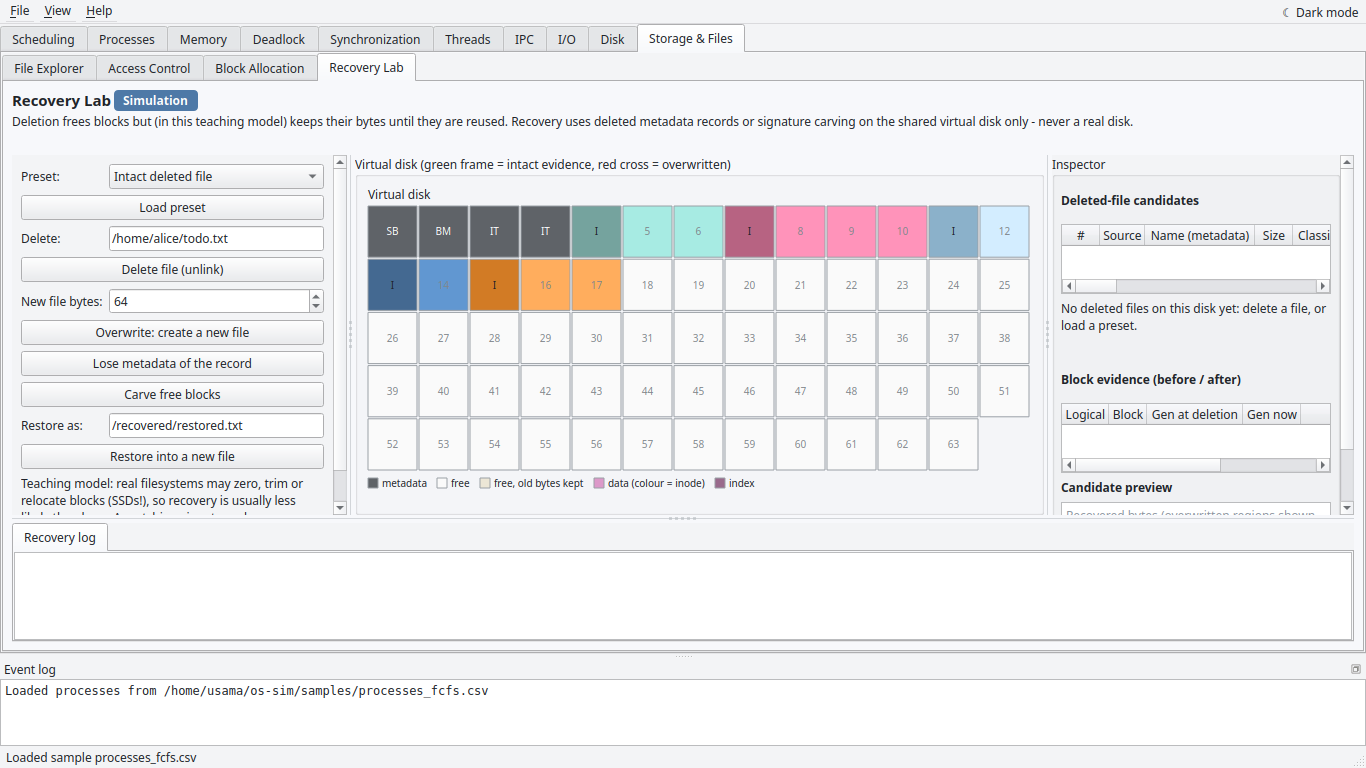 File View Help
☾ Dark mode
Scheduling Processes Memory Deadlock Synchronization Threads IPC I/O Disk Storage & Files
File Explorer Access Control Block Allocation Recovery Lab
Recovery Lab Simulation
Deletion frees blocks but (in this teaching model) keeps their bytes until they are reused. Recovery uses deleted metadata records or signature carving on the shared virtual disk only - never a real disk.
Preset: Intact deleted file
Load preset
Delete: /home/alice/todo.txt
Delete file (unlink)
New file bytes: 64
Overwrite: create a new file
Lose metadata of the record
Carve free blocks
Restore as: /recovered/restored.txt
Restore into a new file
Teaching model: real filesystems may zero, trim or
relocate blocks (SSDs!), so recovery is usually less
Virtual disk (green frame = intact evidence, red cross = overwritten)
Virtual disk
SB BM IT IT I 5 6 I 8 9 10 I 12
I 14 I 16 17 18 19 20 21 22 23 24 25
26 27 28 29 30 31 32 33 34 35 36 37 38
39 40 41 42 43 44 45 46 47 48 49 50 51
52 53 54 55 56 57 58 59 60 61 62 63
metadata free free, old bytes kept data (colour = inode) index
Inspector
Deleted-file candidates
# Source Name (metadata) Size Classi
No deleted files on this disk yet: delete a file, or
load a preset.
Block evidence (before / after)
Logical Block Gen at deletion Gen now
Candidate preview
Recovered bytes (overwritten regions shown
Recovery log
Event log
Loaded processes from /home/usama/os-sim/samples/processes_fcfs.csv
Loaded sample processes_fcfs.csv